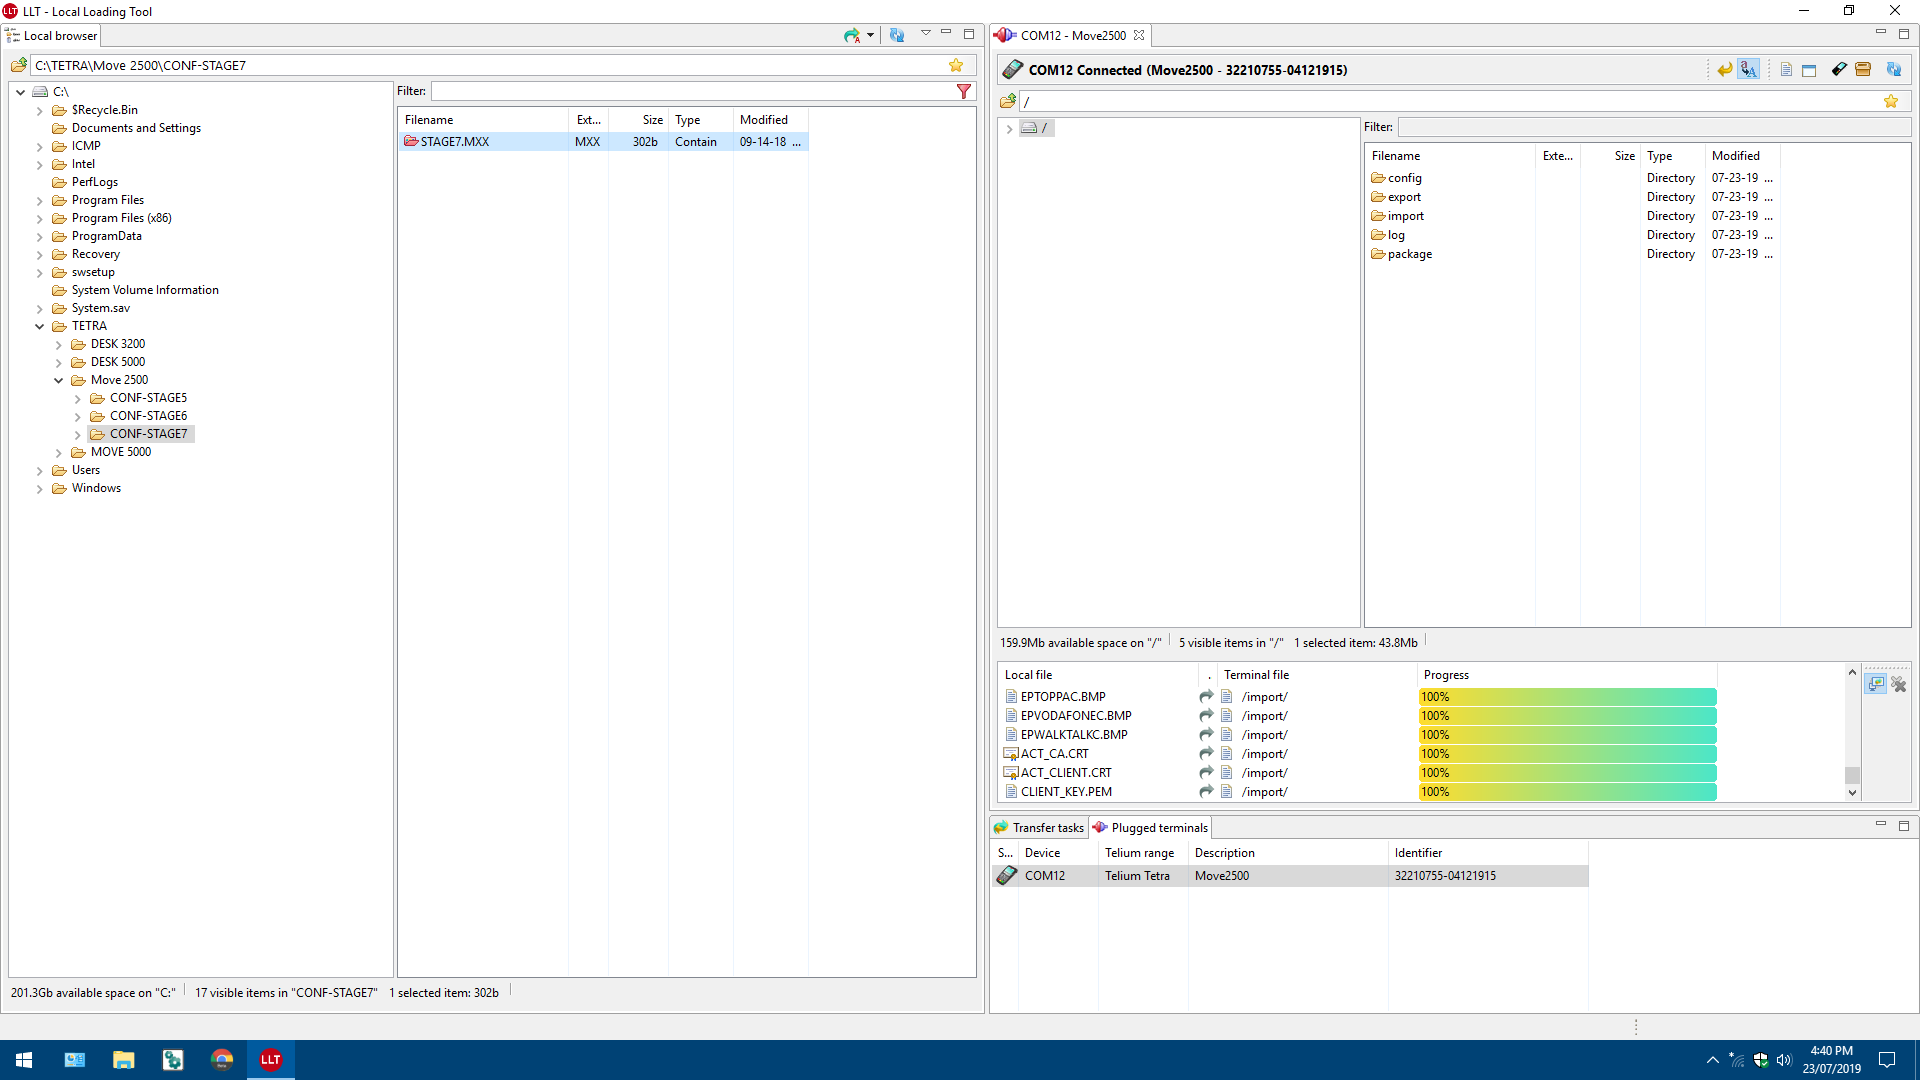 LLT - Local Loading Tool
Local browser
C:\TETRA\Move 2500\CONF-STAGE7
C:\
$Recycle.Bin
Documents and Settings
ICMP
Intel
PerfLogs
Program Files
Program Files (x86)
ProgramData
Recovery
swsetup
System Volume Information
System.sav
TETRA
DESK 3200
DESK 5000
Move 2500
CONF-STAGE5
CONF-STAGE6
CONF-STAGE7
MOVE 5000
Users
Windows
Filter:
Filename Ext... Size Type Modified
STAGE7.MXX MXX 302b Contain 09-14-18 ...
201.3Gb available space on "C:" 17 visible items in "CONF-STAGE7" 1 selected item: 302b
COM12 - Move2500
COM12 Connected (Move2500 - 32210755-04121915)
/
/
Filter:
Filename Exte... Size Type Modified
config Directory 07-23-19 ...
export Directory 07-23-19 ...
import Directory 07-23-19 ...
log Directory 07-23-19 ...
package Directory 07-23-19 ...
159.9Mb available space on "/" 5 visible items in "/" 1 selected item: 43.8Mb
Local file . Terminal file Progress
EPTOPPAC.BMP /import/ 100%
EPVODAFONEC.BMP /import/ 100%
EPWALKTALKC.BMP /import/ 100%
ACT_CA.CRT /import/ 100%
ACT_CLIENT.CRT /import/ 100%
CLIENT_KEY.PEM /import/ 100%
Transfer tasks Plugged terminals
S... Device Telium range Description Identifier
COM12 Telium Tetra Move2500 32210755-04121915
LLT
4:40 PM
23/07/2019